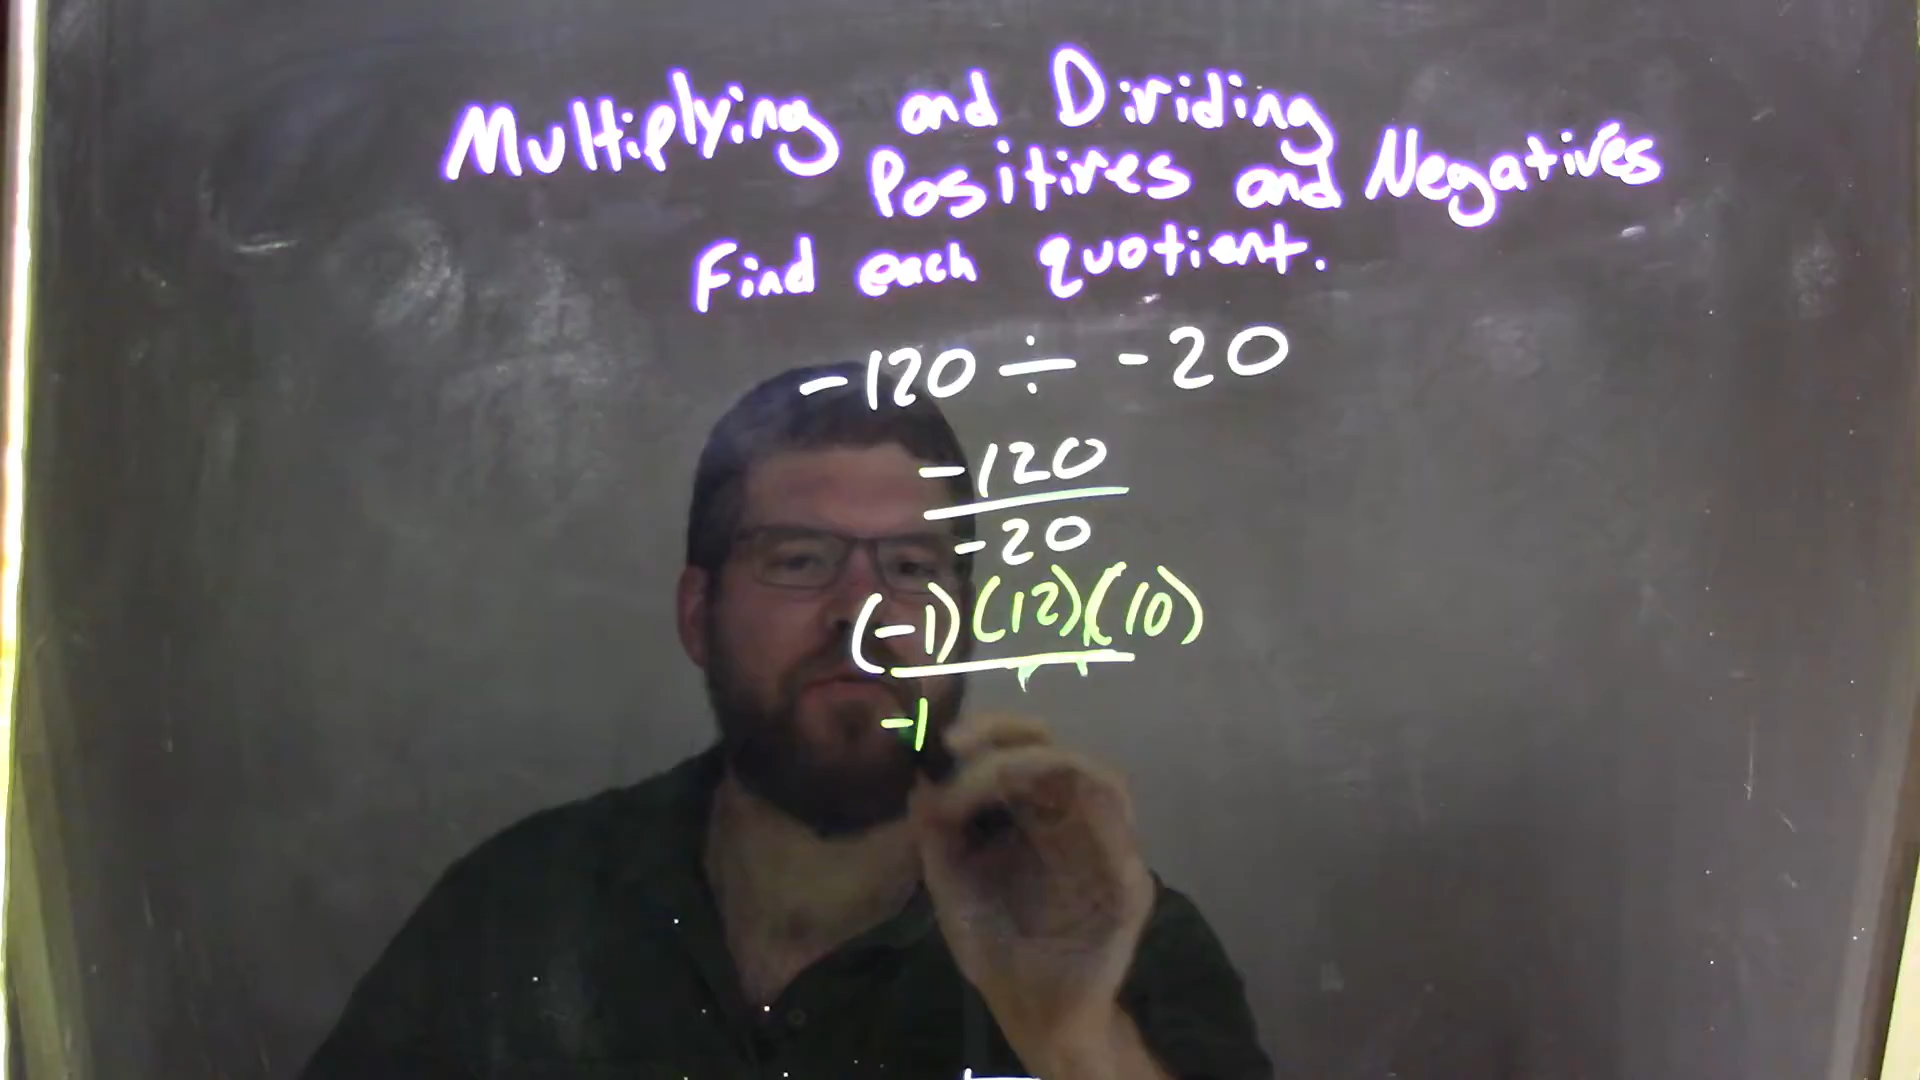 Multiplying and Dividing
Positives and Negatives
Find each quotient.
-120 ÷ -20
-120
-20
(-1)(12)(10)
-1